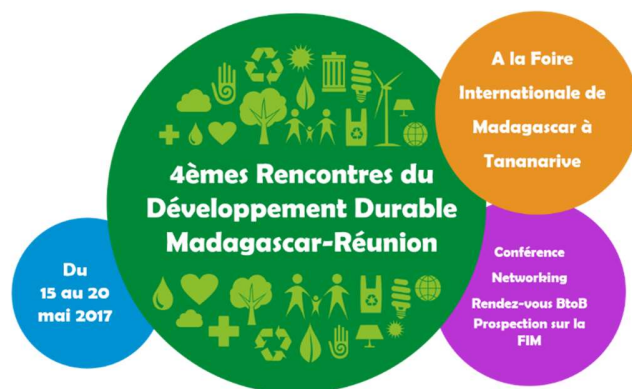 A la Foire
Internationale de
Madagascar à
Tananarive
4èmes Rencontres du
Développement Durable
Madagascar-Réunion
Du
15 au 20
mai 2017
Conférence
Networking
Rendez-vous BtoB
Prospection sur la
FIM